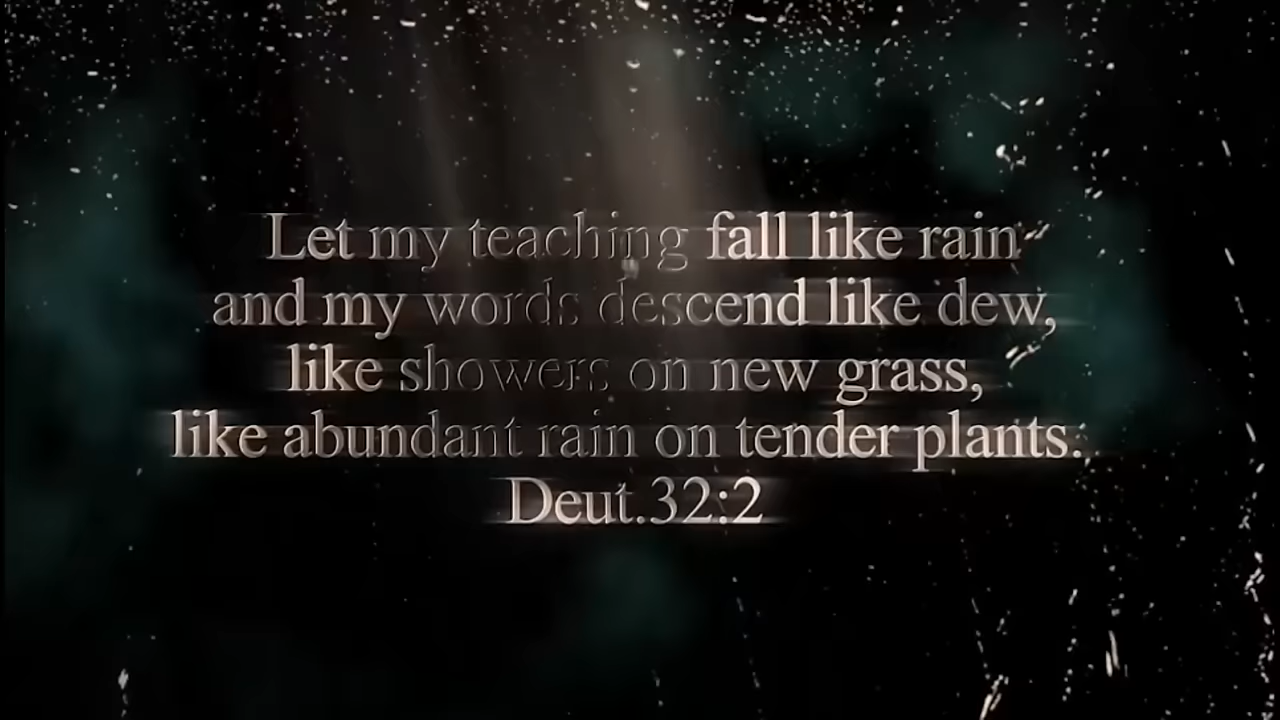 Let my teaching fall like rain
and my words descend like dew,
like showers on new grass,
like abundant rain on tender plants.
Deut.32:2